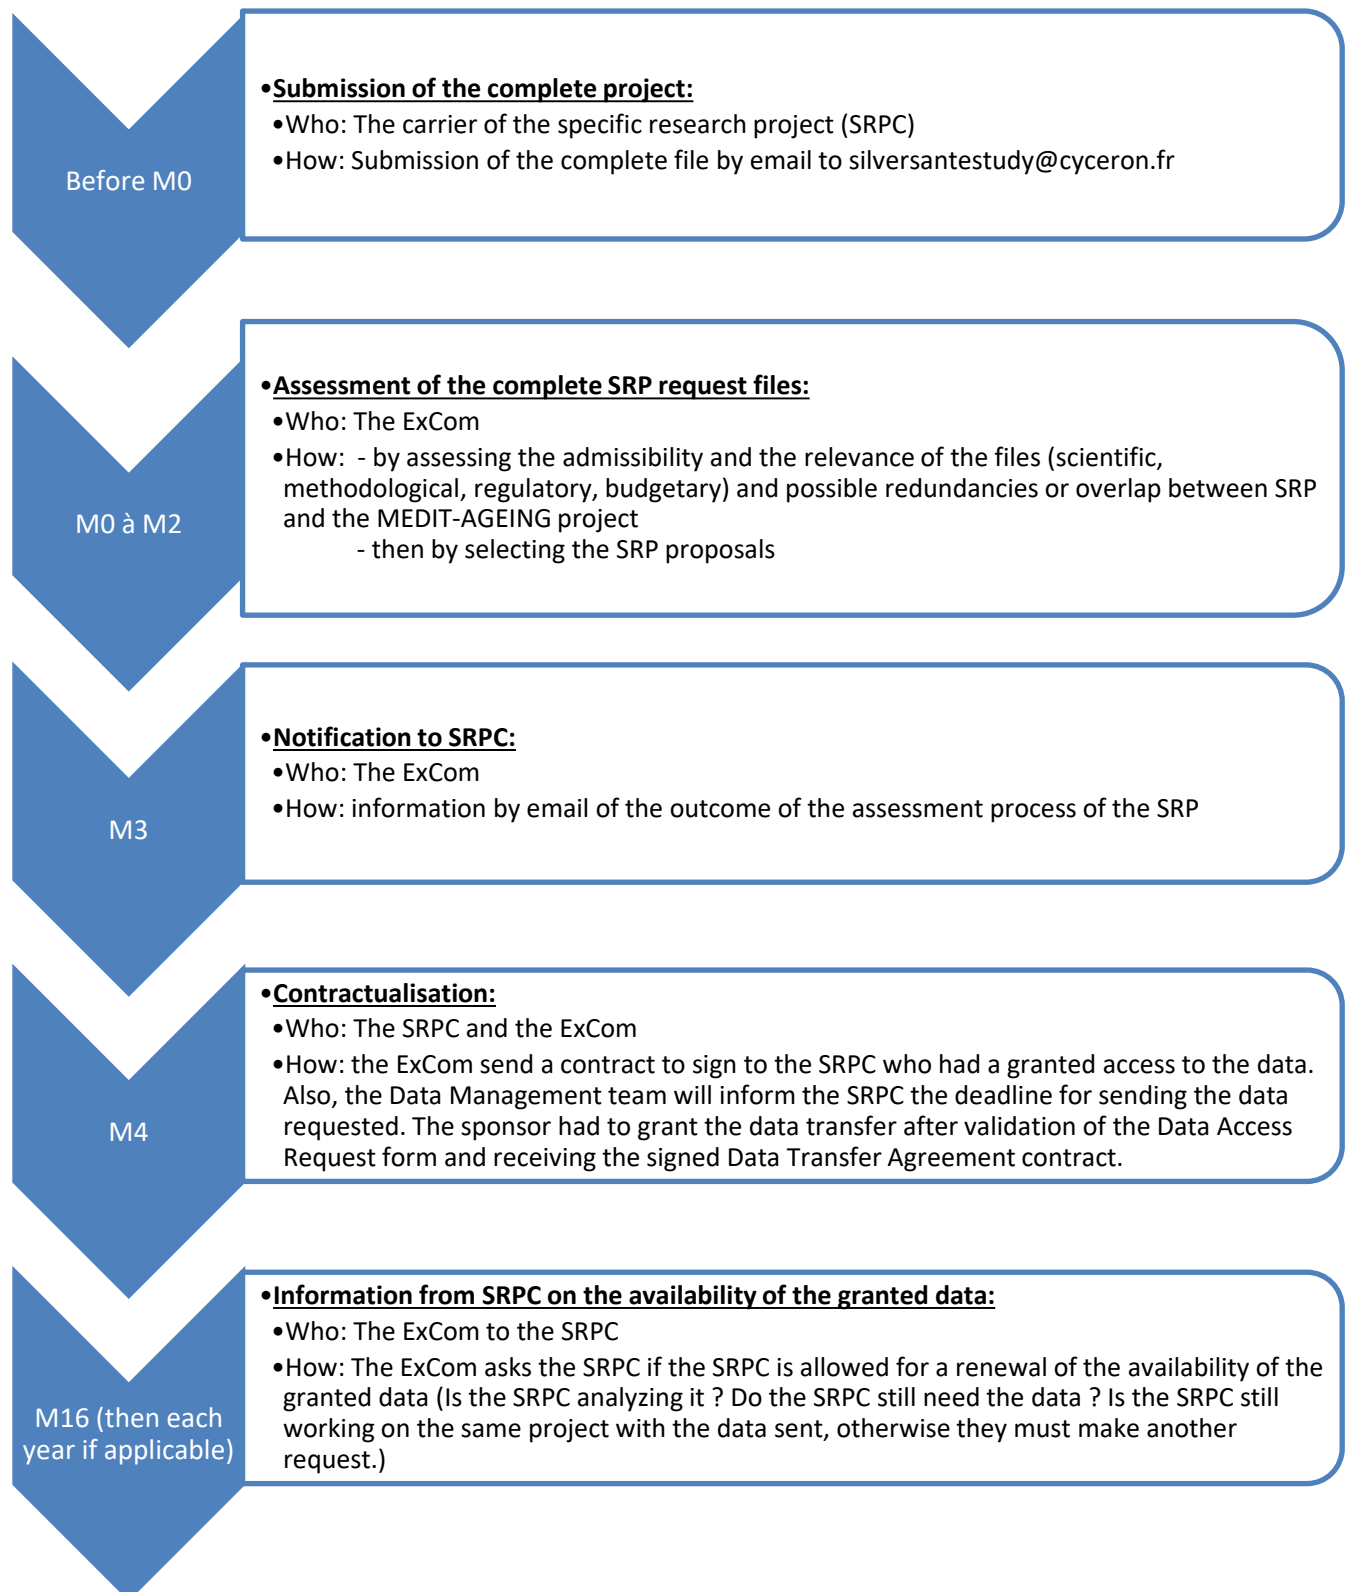 Before M0
•Submission of the complete project:
•Who: The carrier of the specific research project (SRPC)
•How: Submission of the complete file by email to silversantestudy@cyceron.fr
M0 à M2
•Assessment of the complete SRP request files:
•Who: The ExCom
•How:  - by assessing the admissibility and the relevance of the files (scientific,
methodological, regulatory, budgetary) and possible redundancies or overlap between SRP
and the MEDIT-AGEING project
- then by selecting the SRP proposals
M3
•Notification to SRPC:
•Who: The ExCom
•How: information by email of the outcome of the assessment process of the SRP
M4
•Contractualisation:
•Who: The SRPC and the ExCom
•How: the ExCom send a contract to sign to the SRPC who had a granted access to the data.
Also, the Data Management team will inform the SRPC the deadline for sending the data
requested. The sponsor had to grant the data transfer after validation of the Data Access
Request form and receiving the signed Data Transfer Agreement contract.
M16 (then each
year if applicable)
•Information from SRPC on the availability of the granted data:
•Who: The ExCom to the SRPC
•How: The ExCom asks the SRPC if the SRPC is allowed for a renewal of the availability of the
granted data (Is the SRPC analyzing it ? Do the SRPC still need the data ? Is the SRPC still
working on the same project with the data sent, otherwise they must make another
request.)